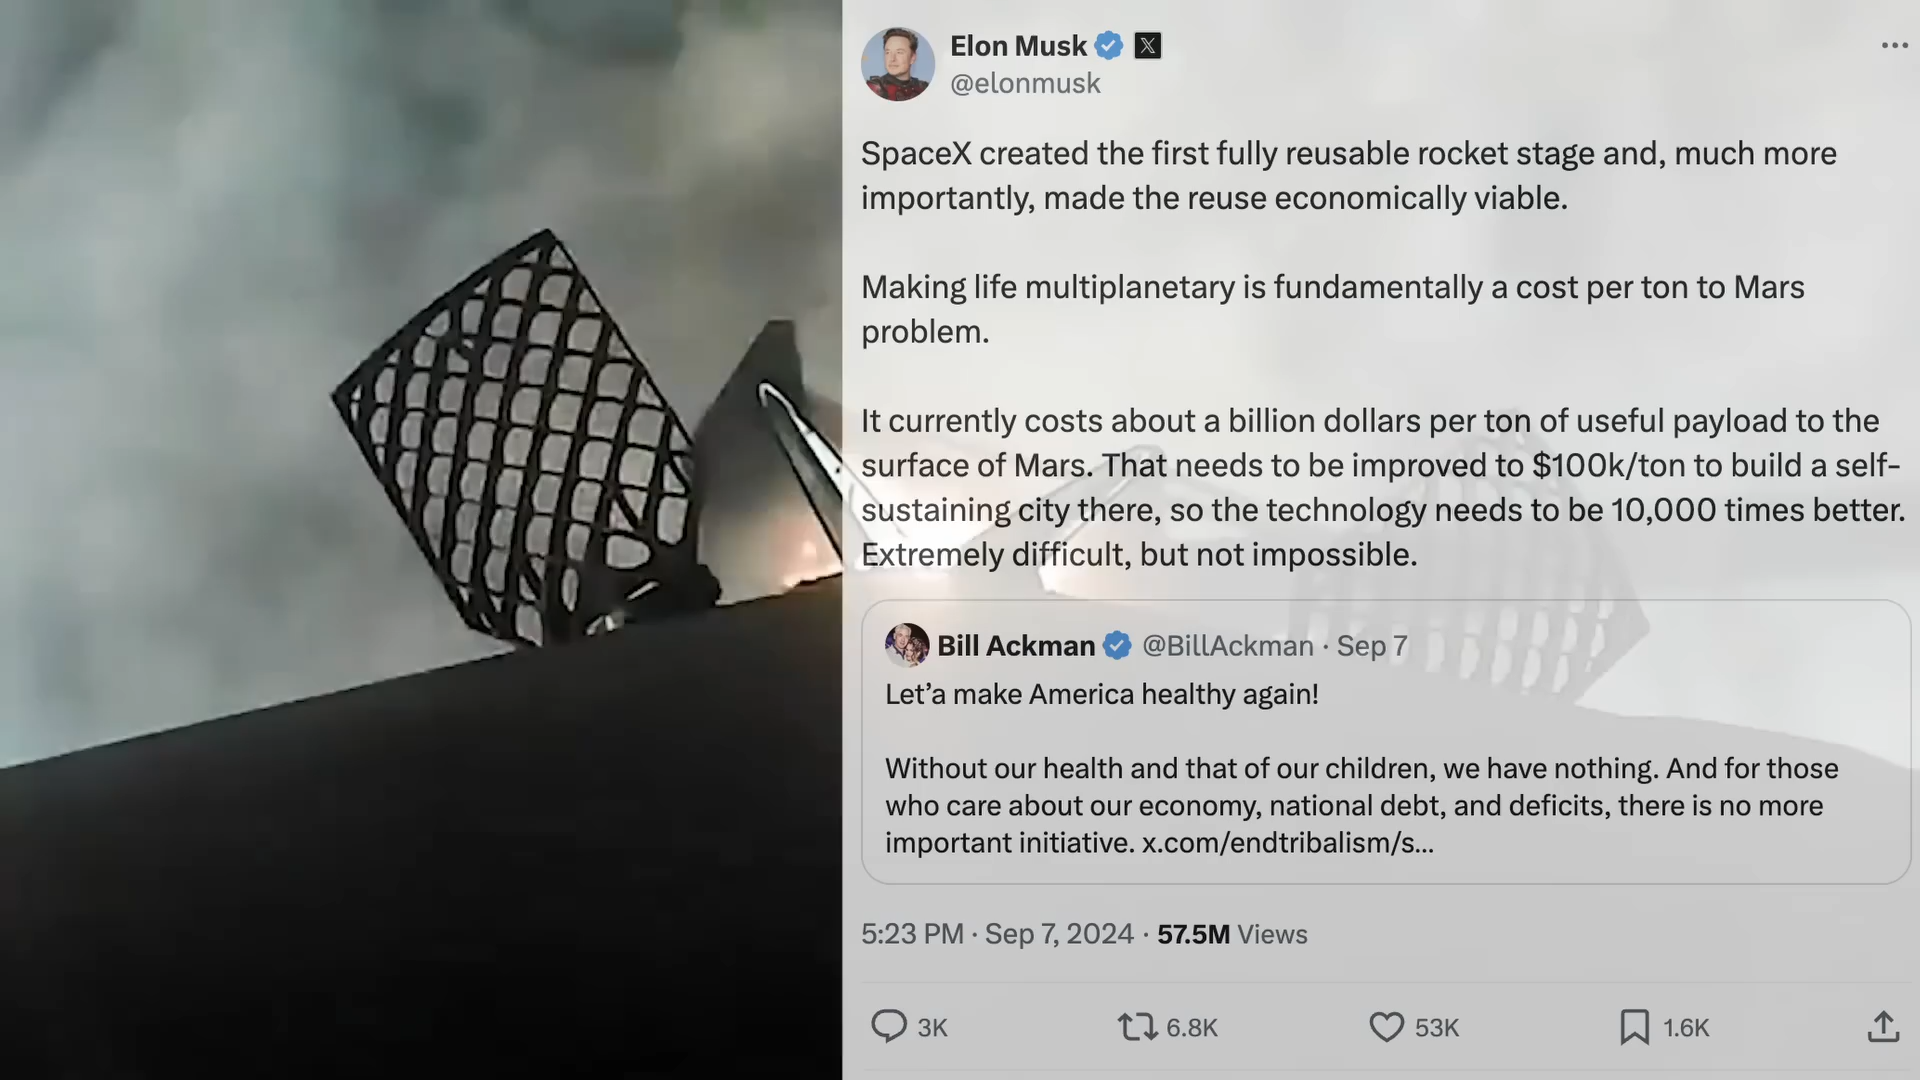 Elon Musk
@elonmusk
SpaceX created the first fully reusable rocket stage and, much more
importantly, made the reuse economically viable.
Making life multiplanetary is fundamentally a cost per ton to Mars
problem.
It currently costs about a billion dollars per ton of useful payload to the
surface of Mars. That needs to be improved to $100k/ton to build a self-
sustaining city there, so the technology needs to be 10,000 times better.
Extremely difficult, but not impossible.
Bill Ackman @BillAckman · Sep 7
Let’a make America healthy again!
Without our health and that of our children, we have nothing. And for those
who care about our economy, national debt, and deficits, there is no more
important initiative. x.com/endtribalism/s...
5:23 PM · Sep 7, 2024 · 57.5M Views
3K 6.8K 53K 1.6K